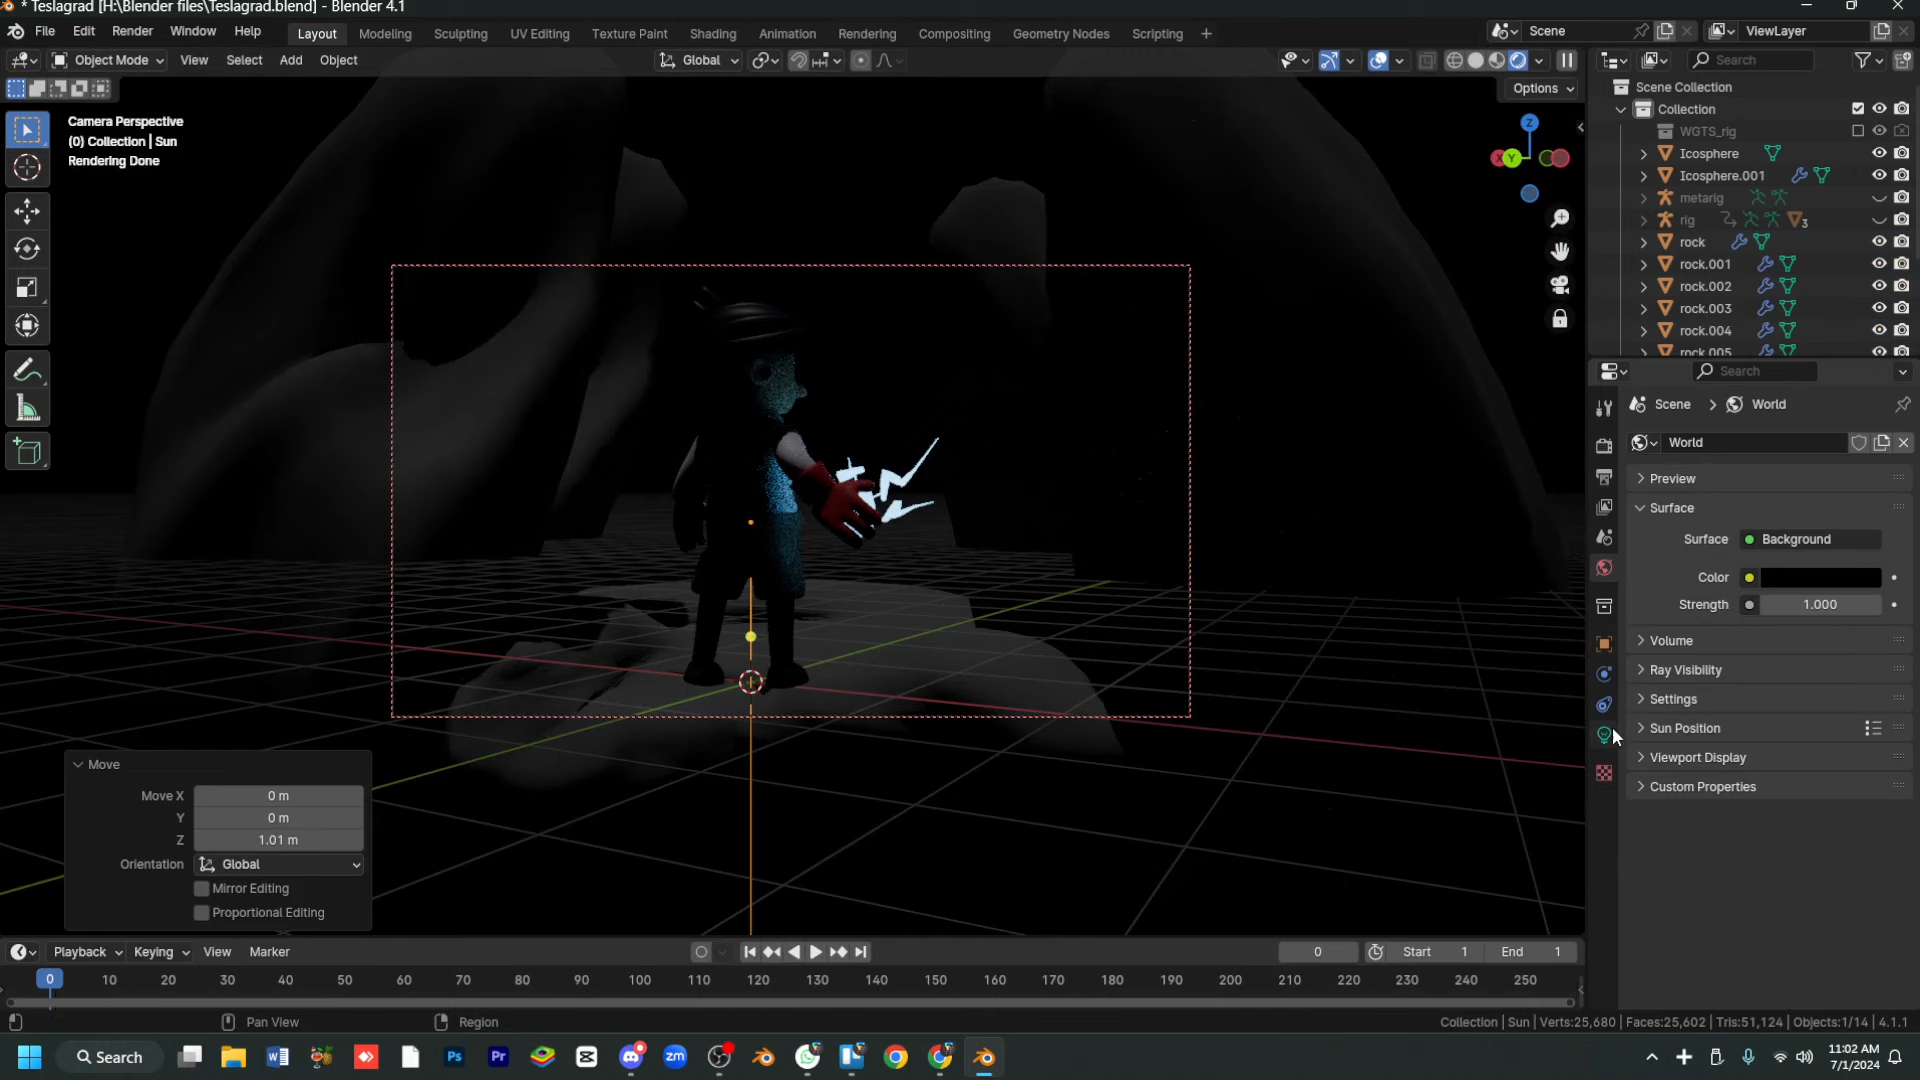 * Teslagrad [H:\Blender files\Teslagrad.blend] - Blender 4.1
File Edit Render Window Help
Layout Modeling Sculpting UV Editing Texture Paint Shading Animation Rendering Compositing Geometry Nodes Scripting +
Scene
ViewLayer
Object Mode View Select Add Object
Global
Search
Options
Camera Perspective
(0) Collection | Sun
Rendering Done
Z
X
Y
Scene Collection
Collection
WGTS_rig
Icosphere
Icosphere.001
metarig
rig
3
rock
rock.001
rock.002
rock.003
rock.004
rock.005
Search
Scene > World
World
Preview
Surface
Surface Background
Color
Strength 1.000
Volume
Ray Visibility
Settings
Sun Position
Viewport Display
Custom Properties
Move
Move X 0 m
Y 0 m
Z 1.01 m
Orientation Global
Mirror Editing
Proportional Editing
Playback Keying View Marker
0 Start 1 End 1
0 10 20 30 40 50 60 70 80 90 100 110 120 130 140 150 160 170 180 190 200 210 220 230 240 250
Pan View
Region
Collection | Sun | Verts:25,680 | Faces:25,602 | Tris:51,124 | Objects:1/14 | 4.1.1
Search
W
Ps
Pr
zm
11:02 AM
7/1/2024